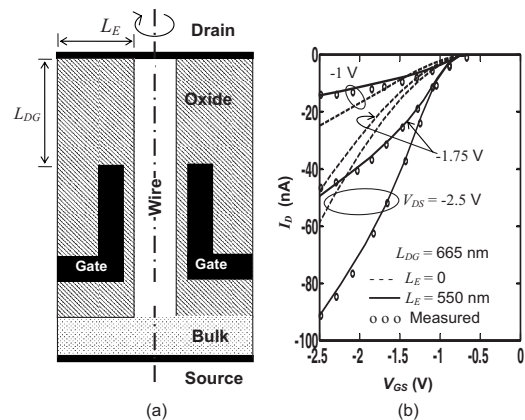 L_E
Drain
Oxide
L_DG
Wire
Gate
Gate
Bulk
Source
(a)
0
-20
-40
-60
-80
-100
I_D (nA)
-1 V
-1.75 V
V_DS = -2.5 V
L_DG = 665 nm
--- L_E = 0
— L_E = 550 nm
o o o Measured
-2.5 -2 -1.5 -1 -0.5 0
V_GS (V)
(b)